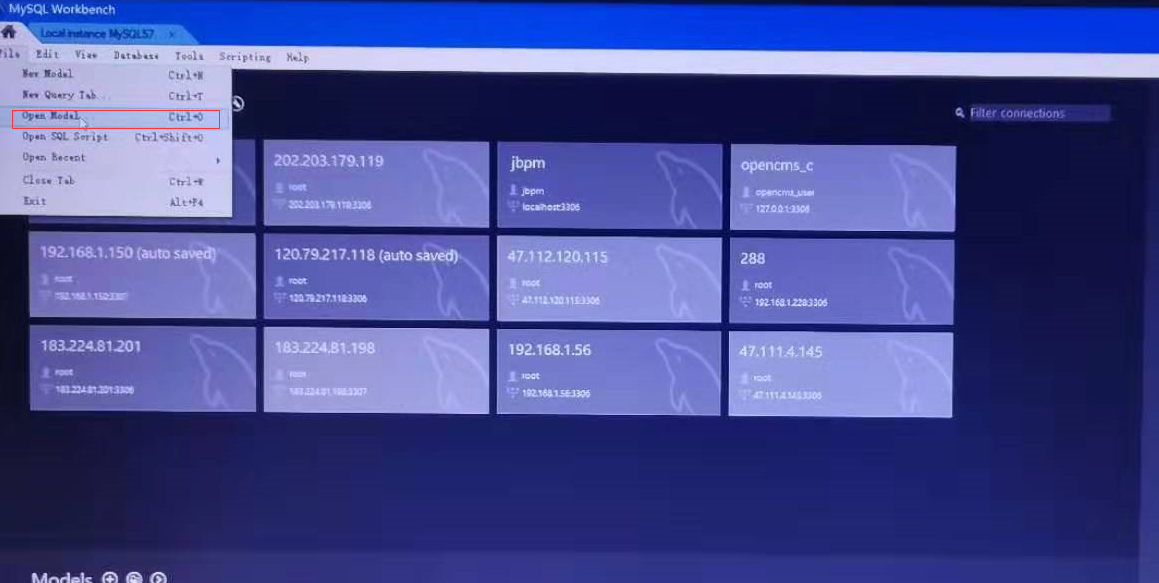 MySQL Workbench
Local instance MySQL57 ×
File Edit View Database Tools Scripting Help
New Model Ctrl+N
New Query Tab... Ctrl+T
Open Model... Ctrl+O
Open SQL Script Ctrl+Shift+O
Open Recent
Close Tab Ctrl+W
Exit Alt+F4
Filter connections
202.203.179.119
root
202.203.179.119:3306
jbpm
jbpm
localhost:3306
opencms_c
opencms_user
127.0.0.1:3306
192.168.1.150 (auto saved)
root
192.168.1.150:3307
120.79.217.118 (auto saved)
root
120.79.217.118:3306
47.112.120.115
root
47.112.120.115:3306
288
root
192.168.1.228:3306
183.224.81.201
root
183.224.81.201:3306
183.224.81.198
root
183.224.81.198:3307
192.168.1.56
root
192.168.1.56:3306
47.111.4.145
root
47.111.4.145:3306
Models